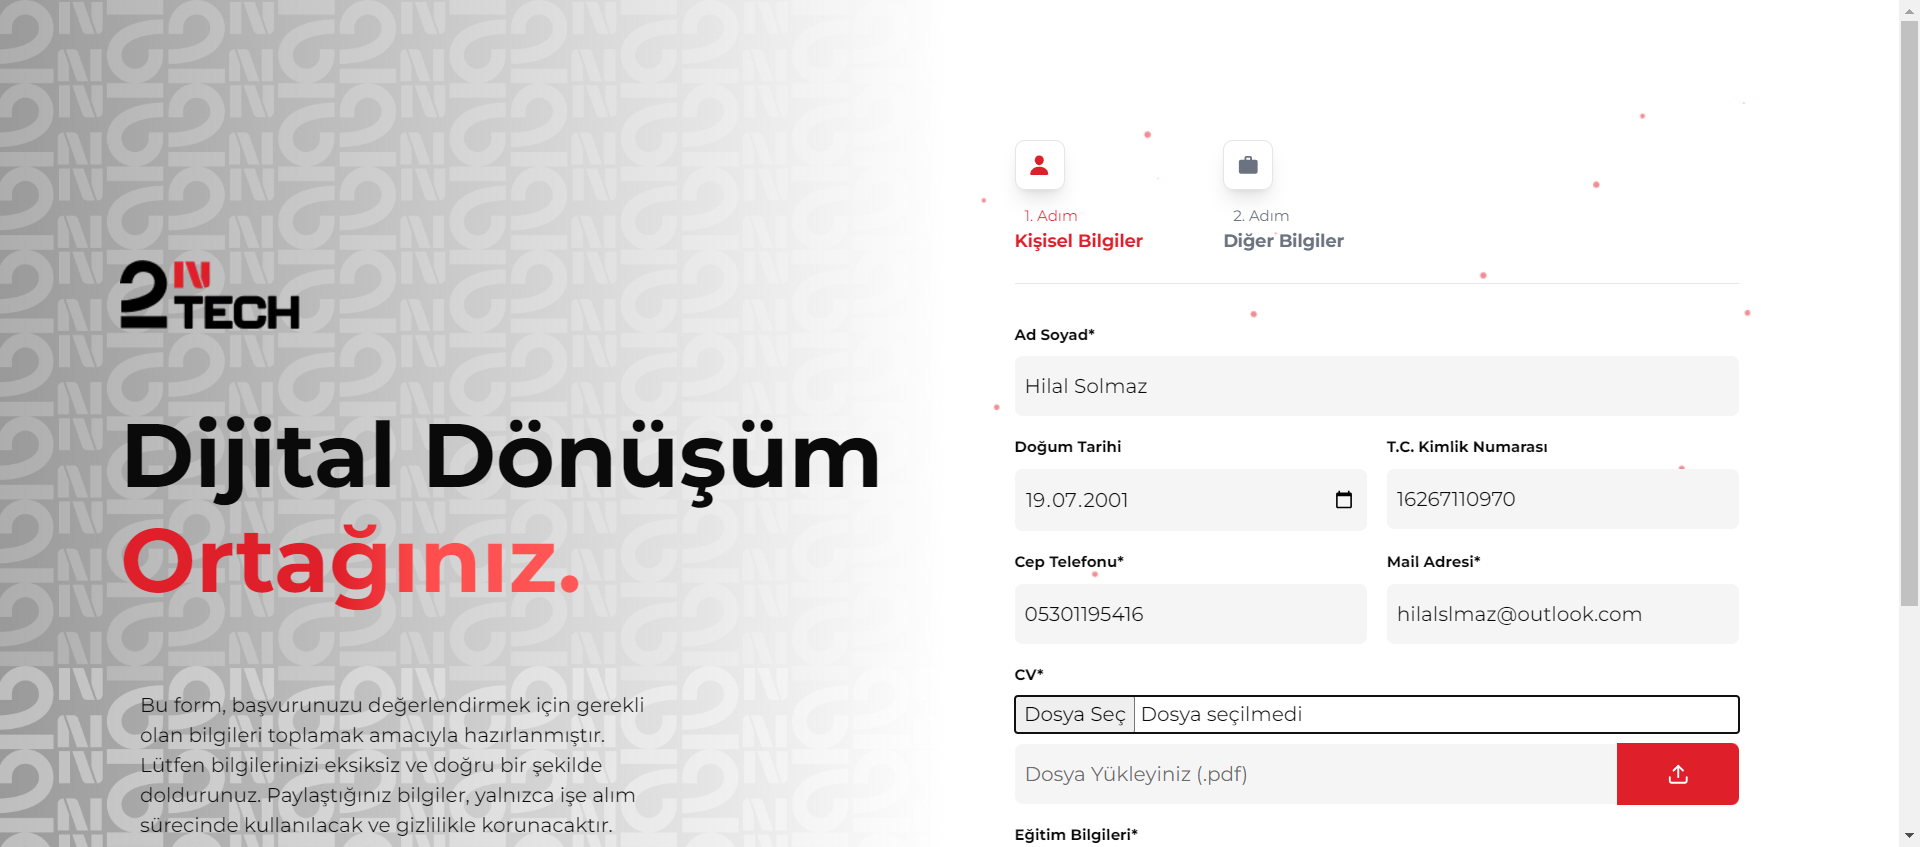 2N TECH
Dijital Dönüşüm
Ortağınız.
Bu form, başvurunuzu değerlendirmek için gerekli
olan bilgileri toplamak amacıyla hazırlanmıştır.
Lütfen bilgilerinizi eksiksiz ve doğru bir şekilde
doldurunuz. Paylaştığınız bilgiler, yalnızca işe alım
sürecinde kullanılacak ve gizlilikle korunacaktır.
1. Adım
Kişisel Bilgiler
2. Adım
Diğer Bilgiler
Ad Soyad*
Hilal Solmaz
Doğum Tarihi
19.07.2001
T.C. Kimlik Numarası
16267110970
Cep Telefonu*
05301195416
Mail Adresi*
hilalslmaz@outlook.com
CV*
Dosya Seç Dosya seçilmedi
Dosya Yükleyiniz (.pdf)
Eğitim Bilgileri*